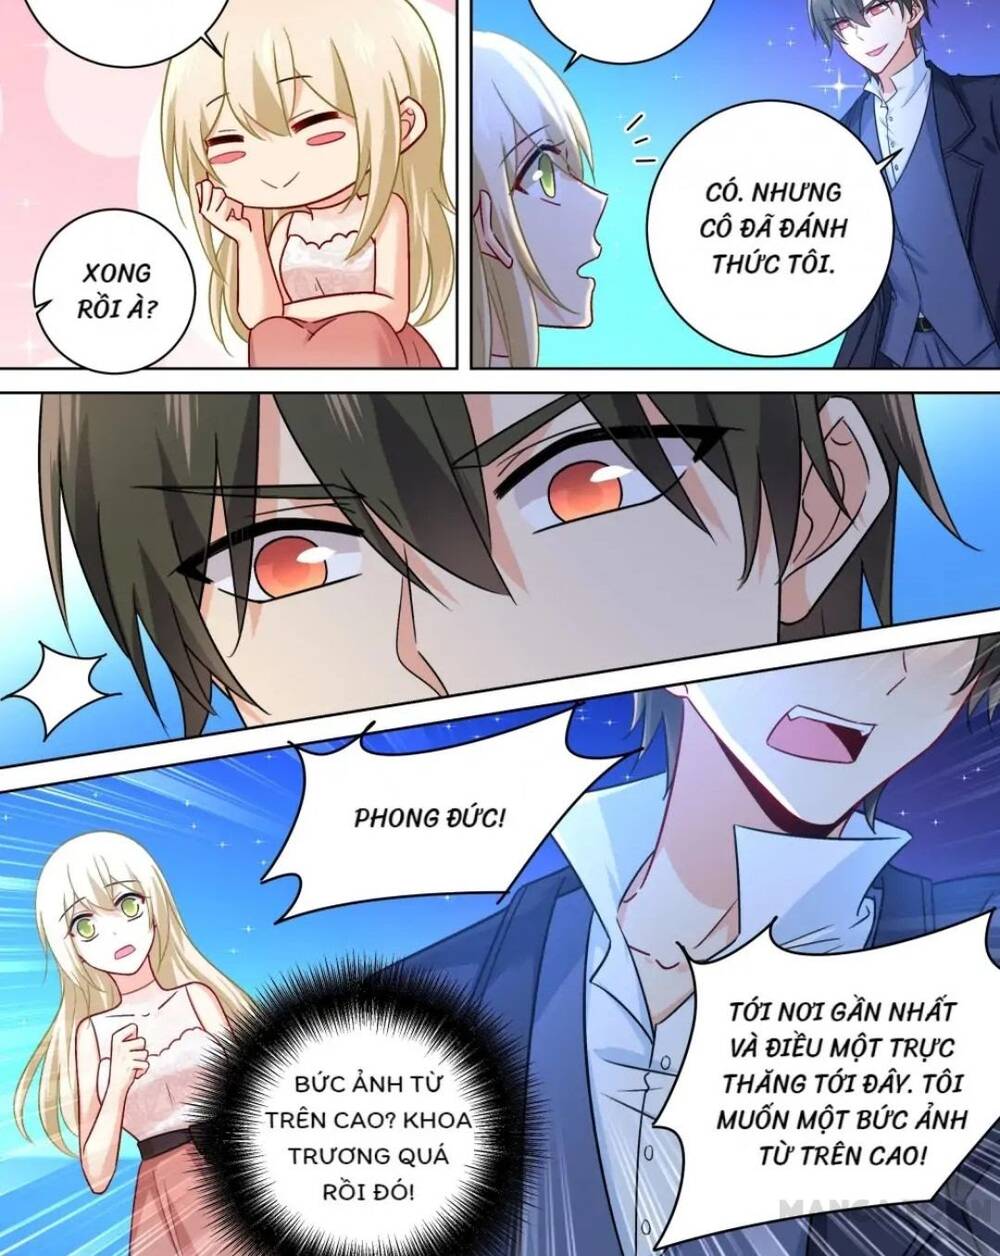 XONG
RỒI À?
CÓ. NHƯNG
CÔ ĐÃ ĐÁNH
THỨC TÔI.
PHONG ĐỨC!
TỚI NƠI GẦN NHẤT
VÀ ĐIỀU MỘT TRỰC
THĂNG TỚI ĐÂY. TÔI
MUỐN MỘT BỨC ẢNH
TỪ TRÊN CAO!
BỨC ẢNH TỪ
TRÊN CAO? KHOA
TRƯƠNG QUÁ
RỒI ĐÓ!